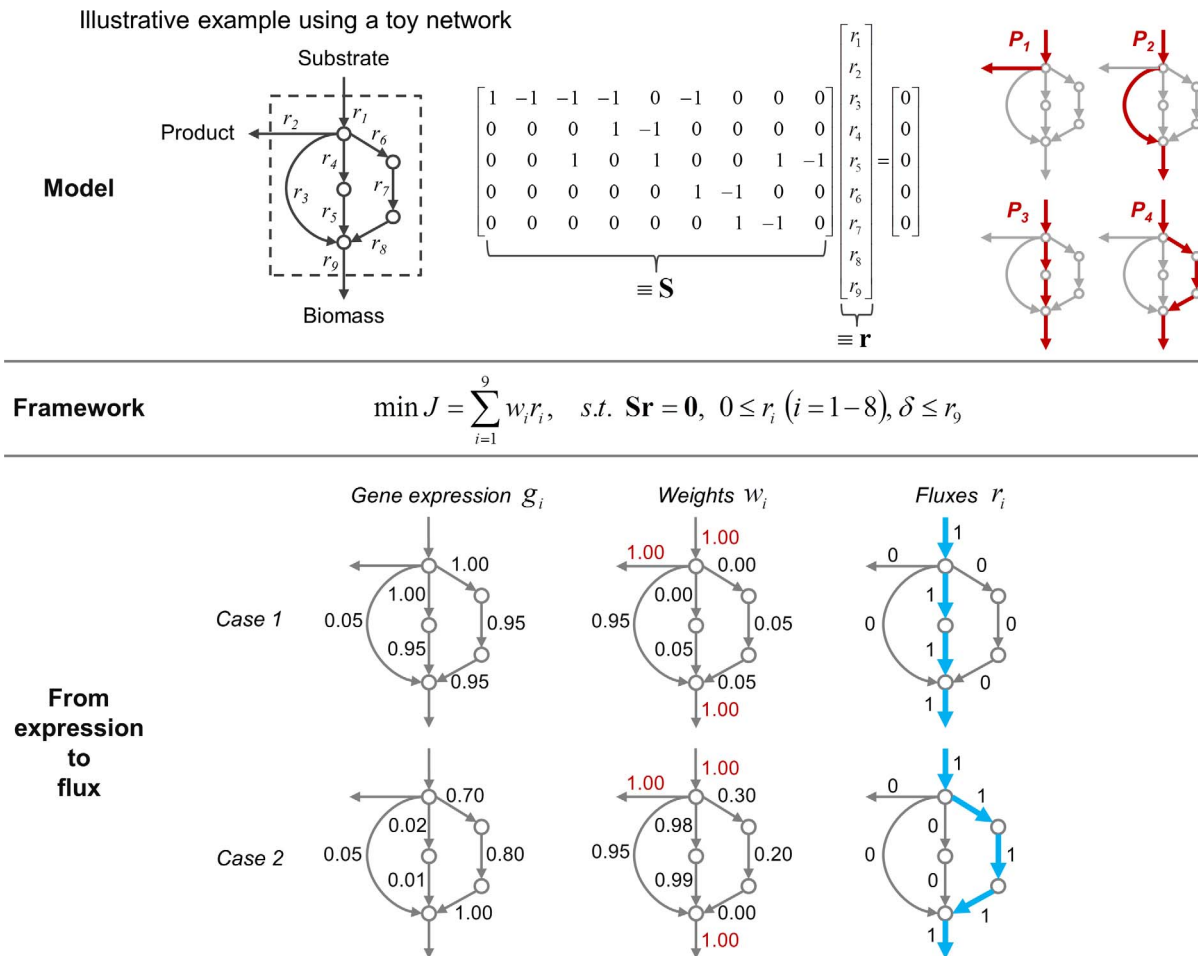 Illustrative example using a toy network
Model
Substrate
Product
r1
r2
r6
r4
r3
r7
r5
r8
r9
Biomass
1 −1 −1 −1 0 −1 0 0 0
0 0 0 1 −1 0 0 0 0
0 0 1 0 1 0 0 1 −1
0 0 0 0 0 1 −1 0 0
0 0 0 0 0 0 1 −1 0
≡ S
r1
r2
r3
r4
r5
r6
r7
r8
r9
≡ r
=
0
0
0
0
0
P1
P2
P3
P4
Framework
min J = ∑ i=1 9 wi ri, s.t. Sr = 0, 0 ≤ ri (i = 1 − 8), δ ≤ r9
From
expression
to
flux
Gene expression gi
Weights wi
Fluxes ri
Case 1
1.00
1.00
0.05
0.95
0.95
0.95
1.00
1.00
0.00
0.00
0.95
0.05
0.05
0.05
1.00
1
0
0
1
0
0
1
0
1
Case 2
0.70
0.02
0.05
0.80
0.01
1.00
1.00
1.00
0.30
0.98
0.95
0.20
0.99
0.00
1.00
1
0
1
0
0
1
0
1
1